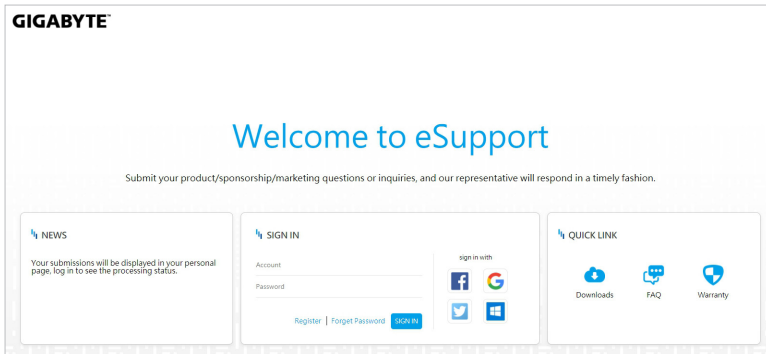 GIGABYTE™
Welcome to eSupport
Submit your product/sponsorship/marketing questions or inquiries, and our representative will respond in a timely fashion.
NEWS
Your submissions will be displayed in your personal
page, log in to see the processing status.
SIGN IN
Account
Password
Register | Forget Password SIGN IN
sign in with
QUICK LINK
Downloads FAQ Warranty